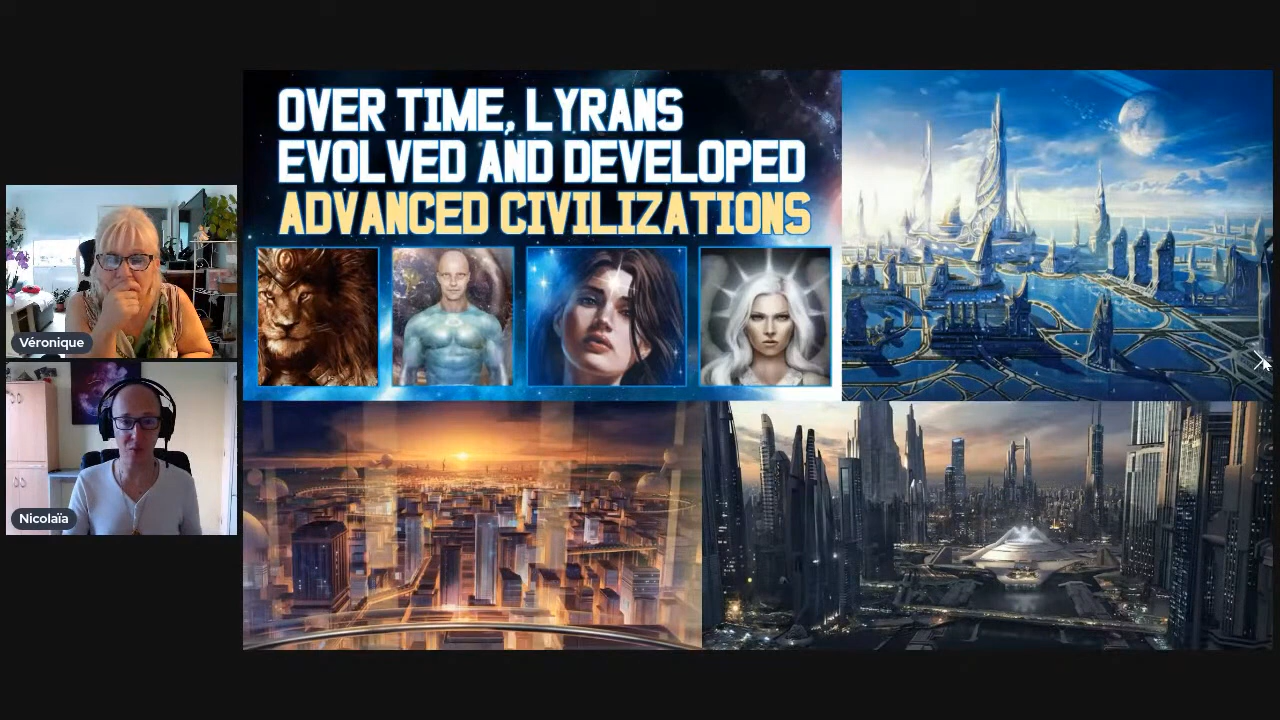 OVER TIME, LYRANS
EVOLVED AND DEVELOPED
ADVANCED CIVILIZATIONS
Véronique
Nicolaïa